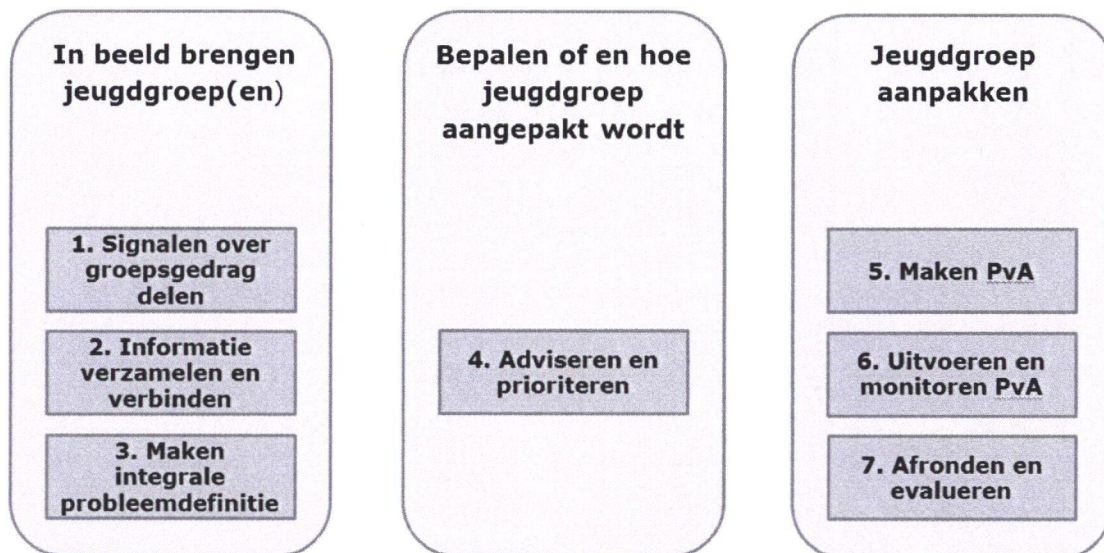 In beeld brengen
jeugdgroep(en)
1. Signalen over
groepsgedrag
delen
2. Informatie
verzamelen en
verbinden
3. Maken
integrale
probleemdefinitie
Bepalen of en hoe
jeugdgroep
aangepakt wordt
4. Adviseren en
prioriteren
Jeugdgroep
aanpakken
5. Maken PvA
6. Uitvoeren en
monitoren PvA
7. Afronden en
evalueren